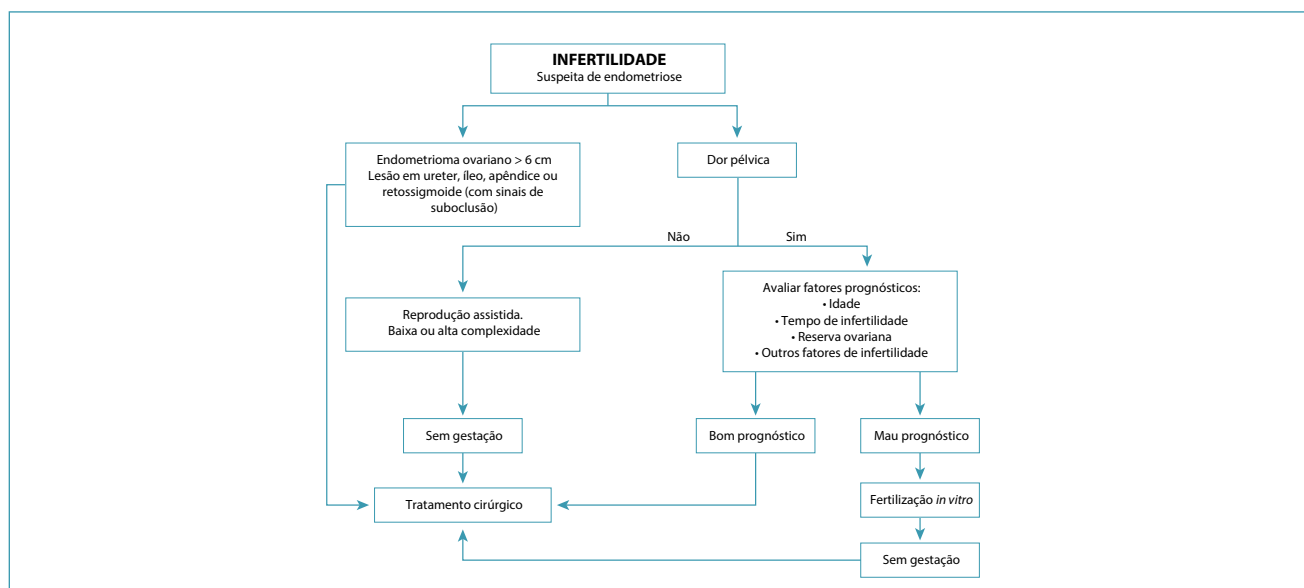 INFERTILIDADE
Suspeita de endometriose
Endometrioma ovariano > 6 cm
Lesão em ureter, íleo, apêndice ou
retossigmoide (com sinais de
suboclusão)
Dor pélvica
Não
Sim
Reprodução assistida.
Baixa ou alta complexidade
Avaliar fatores prognósticos:
• Idade
• Tempo de infertilidade
• Reserva ovariana
• Outros fatores de infertilidade
Sem gestação
Bom prognóstico
Mau prognóstico
Tratamento cirúrgico
Fertilização in vitro
Sem gestação